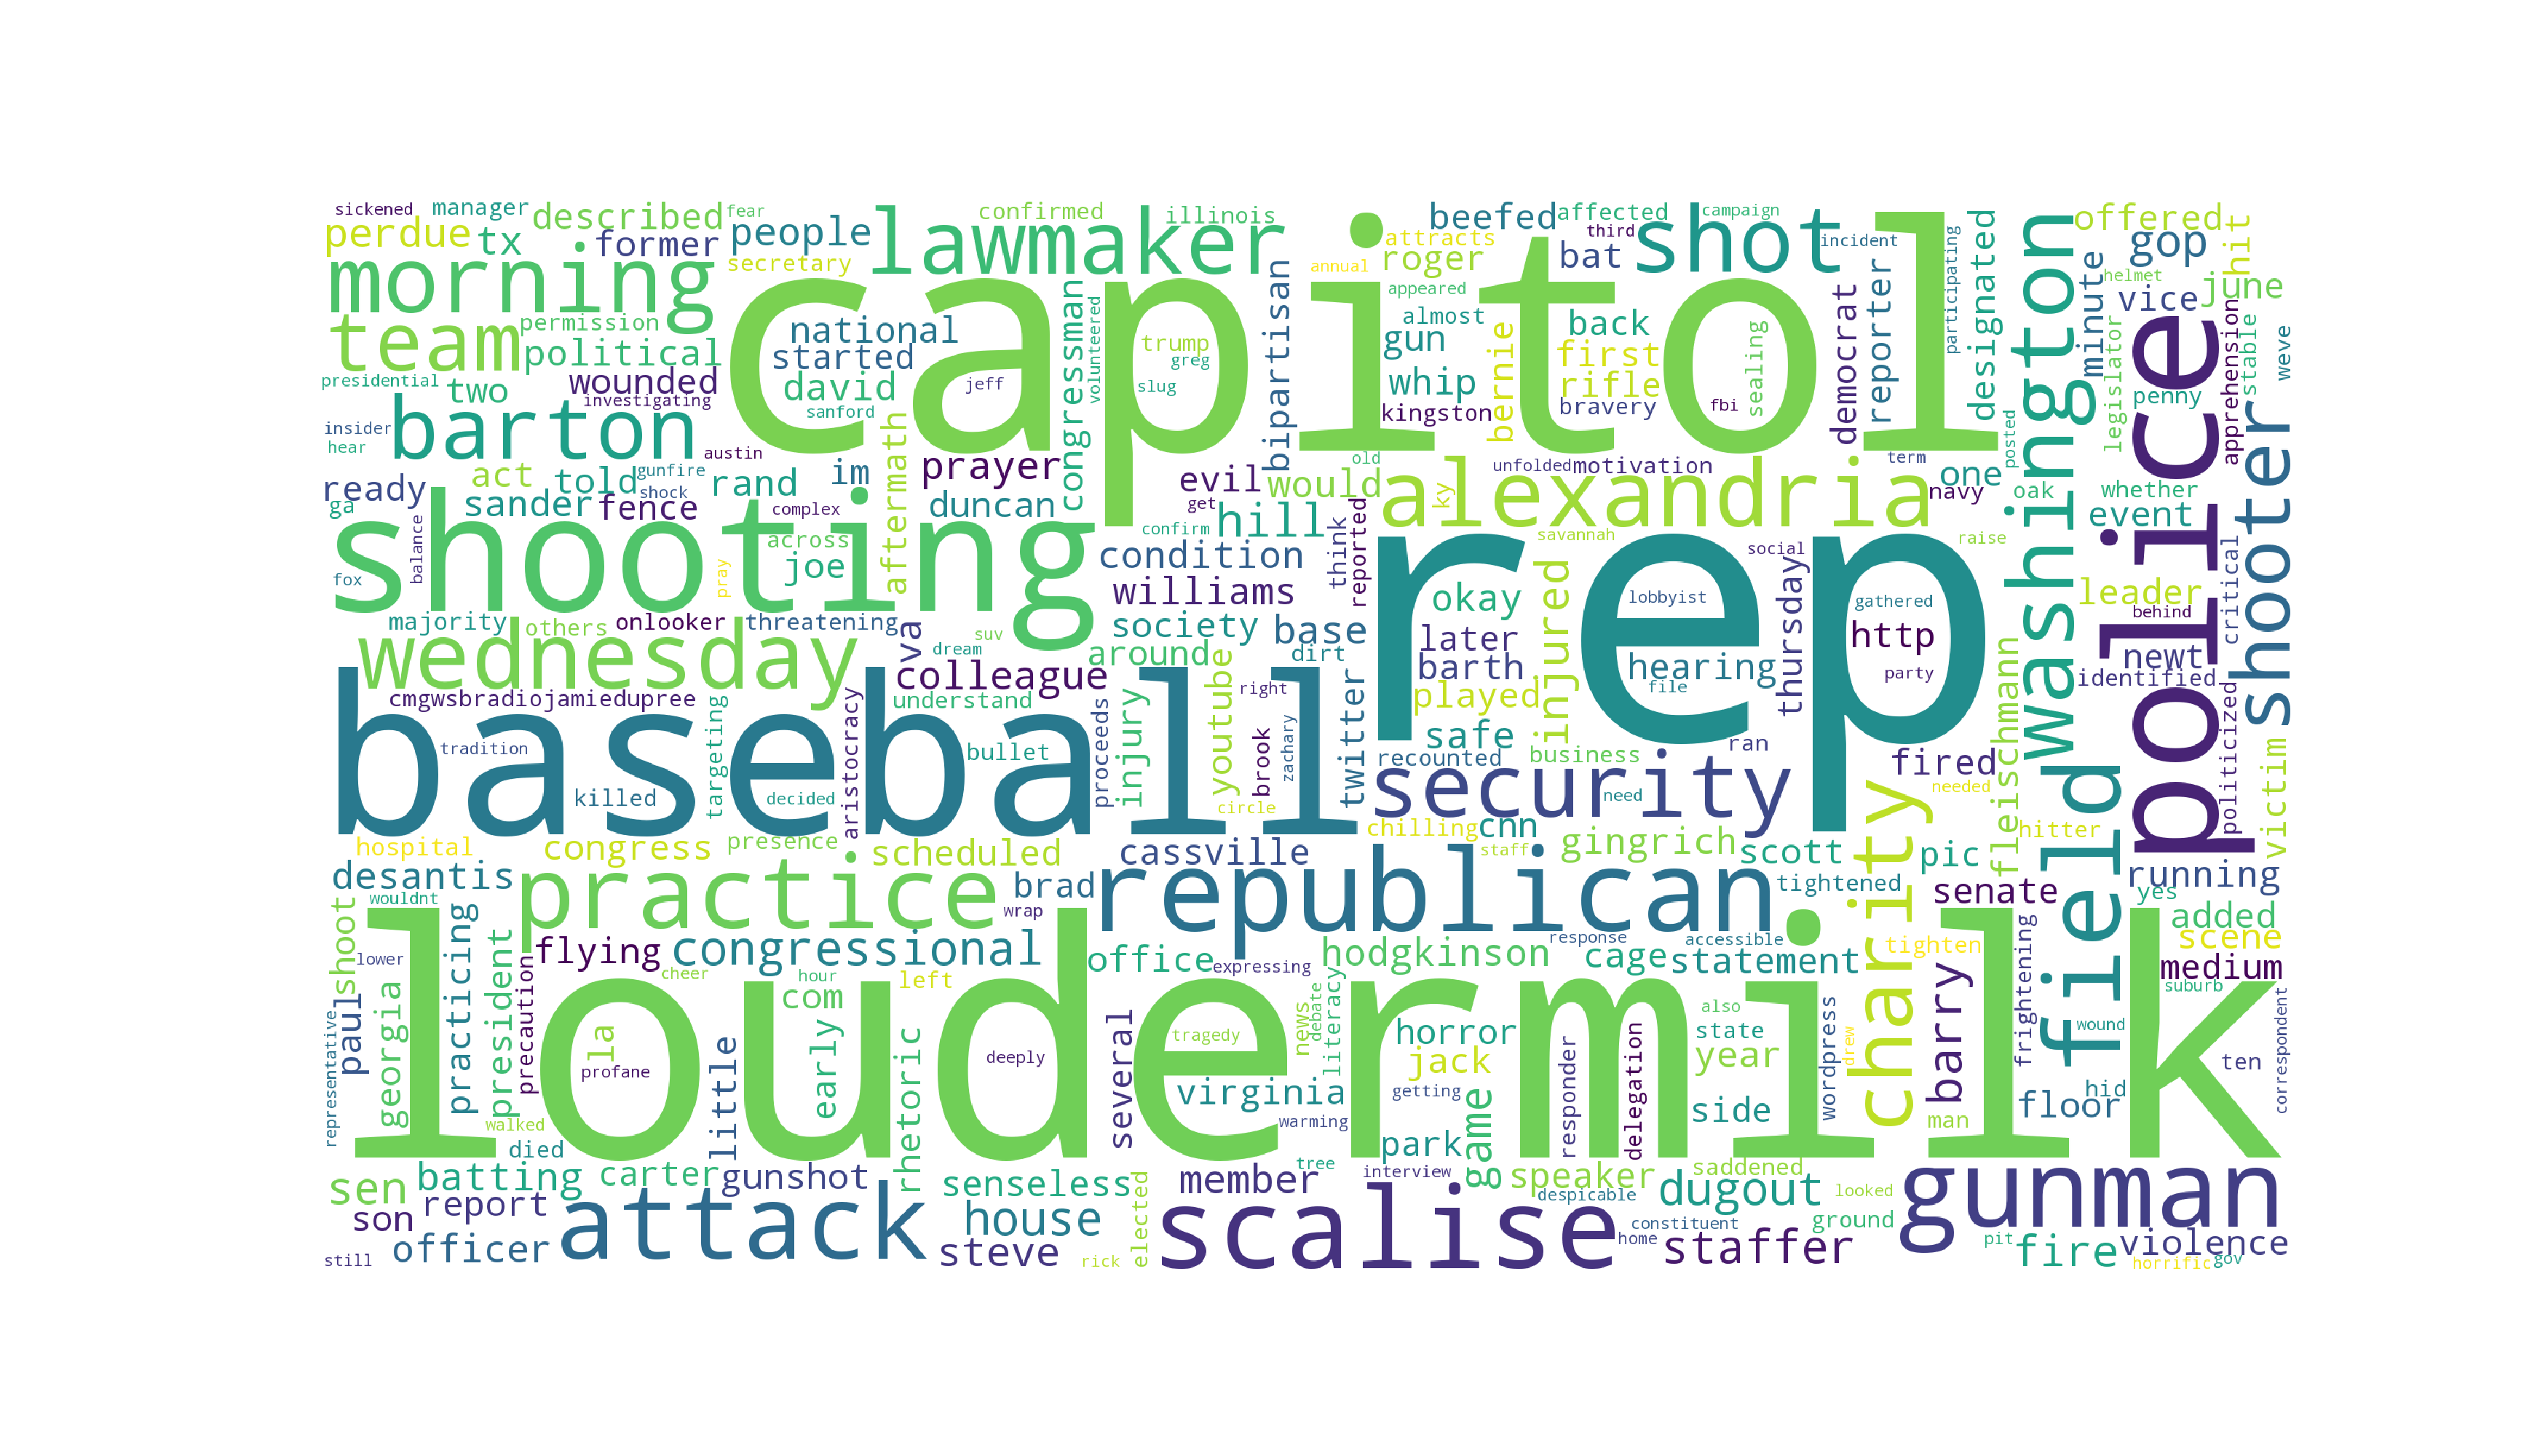 sickened
manager
described
fear
confirmed
illinois
beefed
affected
campaign
offered
perdue
tx
former
people
lawmaker
attracts
third
shot
incident
gop
hit
secretary
annual
roger
bat
reporter
participating
designated
washington
morning
capitol
appeared
helmet
vice
june
team
permission
national
congressman
volunteered
bipartisan
almost
back
democrat
minute
political
started
trump
greg
gun
bernie
first
sealing
legislator
police
apprehension
stable
weve
presidential
two
wounded
david
jeff
slug
whip
rifle
penny
investigating
sanford
kingston
bravery
fbi
posted
shooter
insider
hear
barton
austin
aftermath
prayer
evil
old
would
unfolded
motivation
alexandria
term
one
act
told
gunfire
rand
im
get
ky
navy
oak
whether
ready
shock
ga
sander
fence
complex
duncan
confirm
hill
think
reported
savannah
event
shooting
balance
across
joe
condition
social
raise
fox
pray
williams
okay
injured
rep
lobbyist
thursday
gathered
leader
critical
behind
majority
others
onlooker
threatening
va
suv
society
base
later
http
fleischmann
newt
wednesday
dream
around
dirt
barth
hearing
party
identified
colleague
cmgwsbradiojamiedupree
understand
youtube
right
twitter
played
file
politicized
targeting
aristocracy
tradition
bullet
proceeds
injury
brook
zachary
safe
recounted
business
ran
fired
victim
baseball
killed
decided
circle
security
need
charity
needed
field
hospital
congress
presence
scheduled
chilling
cnn
staff
gingrich
scott
pic
hitter
desantis
practice
brad
cassville
republican
tightened
senate
running
wouldnt
wrap
yes
shoot
practicing
president
flying
congressional
office
expressing
hodgkinson
response
cage
accessible
statement
tighten
frightening
added
scene
lower
precaution
cheer
hour
com
left
medium
suburb
paul
georgia
la
profane
little
early
rhetoric
deeply
several
loudermilk
tragedy
news
debate
literacy
horror
also
state
wordpress
drew
barry
wound
correspondent
representative
virginia
jack
getting
responder
delegation
year
ten
walked
warming
game
side
man
floor
hid
died
park
sen
batting
carter
gunshot
senseless
member
tree
interview
speaker
saddened
dugout
looked
gunman
son
report
attack
house
elected
scalise
despicable
constituent
ground
still
officer
steve
rick
home
staffer
pit
fire
violence
horrific
gov